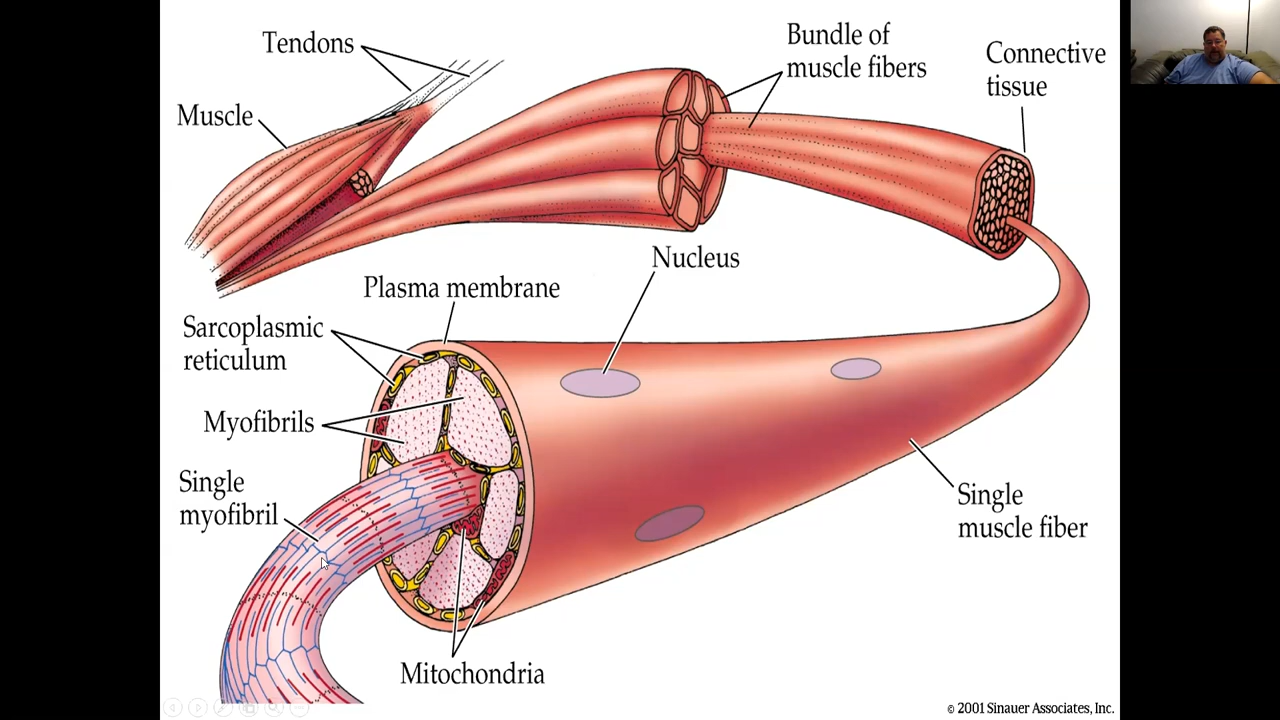 Tendons
Bundle of
muscle fibers
Connective
tissue
Muscle
Nucleus
Plasma membrane
Sarcoplasmic
reticulum
Myofibrils
Single
myofibril
Single
muscle fiber
Mitochondria
© 2001 Sinauer Associates, Inc.